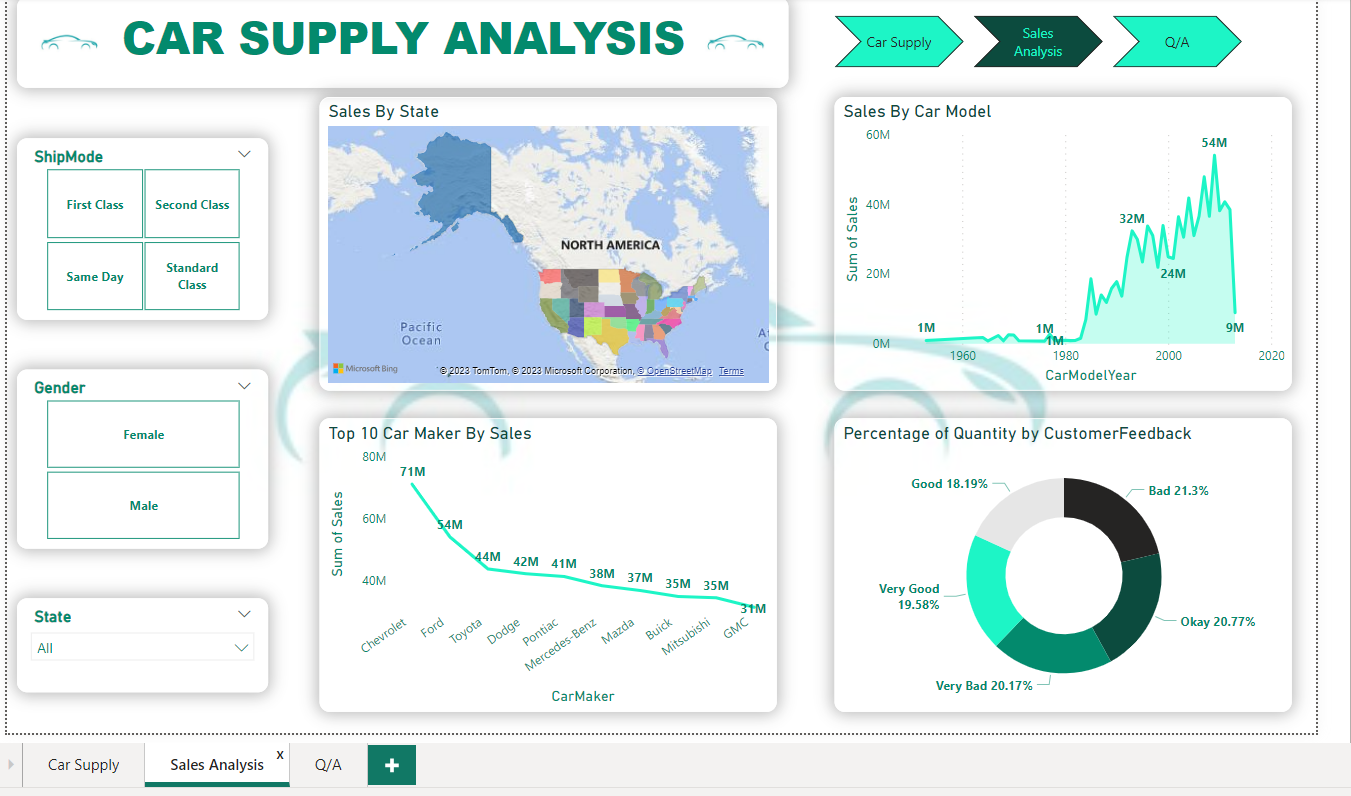 CAR SUPPLY ANALYSIS
Car Supply
Sales
Analysis
Q/A
ShipMode
First Class
Second Class
Same Day
Standard
Class
Gender
Female
Male
State
All
Sales By State
NORTH AMERICA
Pacific
Ocean
A
Microsoft Bing
© 2023 TomTom, © 2023 Microsoft Corporation, © OpenStreetMap Terms
Sales By Car Model
Sum of Sales
60M
40M
20M
0M
1M
1M
1M
32M
24M
54M
9M
1960
1980
2000
2020
CarModelYear
Top 10 Car Maker By Sales
Sum of Sales
80M
60M
40M
71M
54M
44M
42M
41M
38M
37M
35M
35M
31M
Chevrolet
Ford
Toyota
Dodge
Pontiac
Mercedes-Benz
Mazda
Buick
Mitsubishi
GMC
CarMaker
Percentage of Quantity by CustomerFeedback
Good 18.19%
Bad 21.3%
Very Good
19.58%
Okay 20.77%
Very Bad 20.17%
Car Supply
Sales Analysis
x
Q/A
+